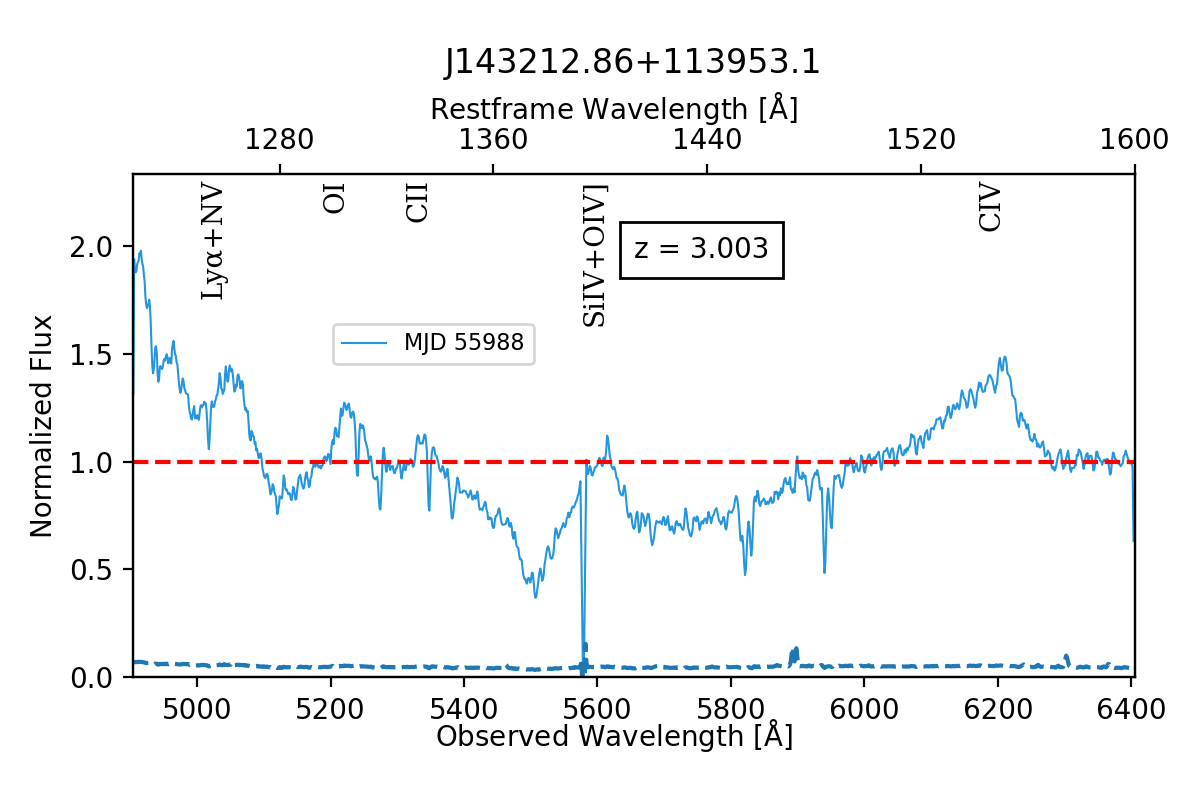 J143212.86+113953.1
Restframe Wavelength [Å]
1280 1360 1440 1520 1600
Lyα+NV
OI
CII
SiIV+OIV]
CIV
z = 3.003
MJD 55988
Normalized Flux
2.0
1.5
1.0
0.5
0.0
5000 5200 5400 5600 5800 6000 6200 6400
Observed Wavelength [Å]